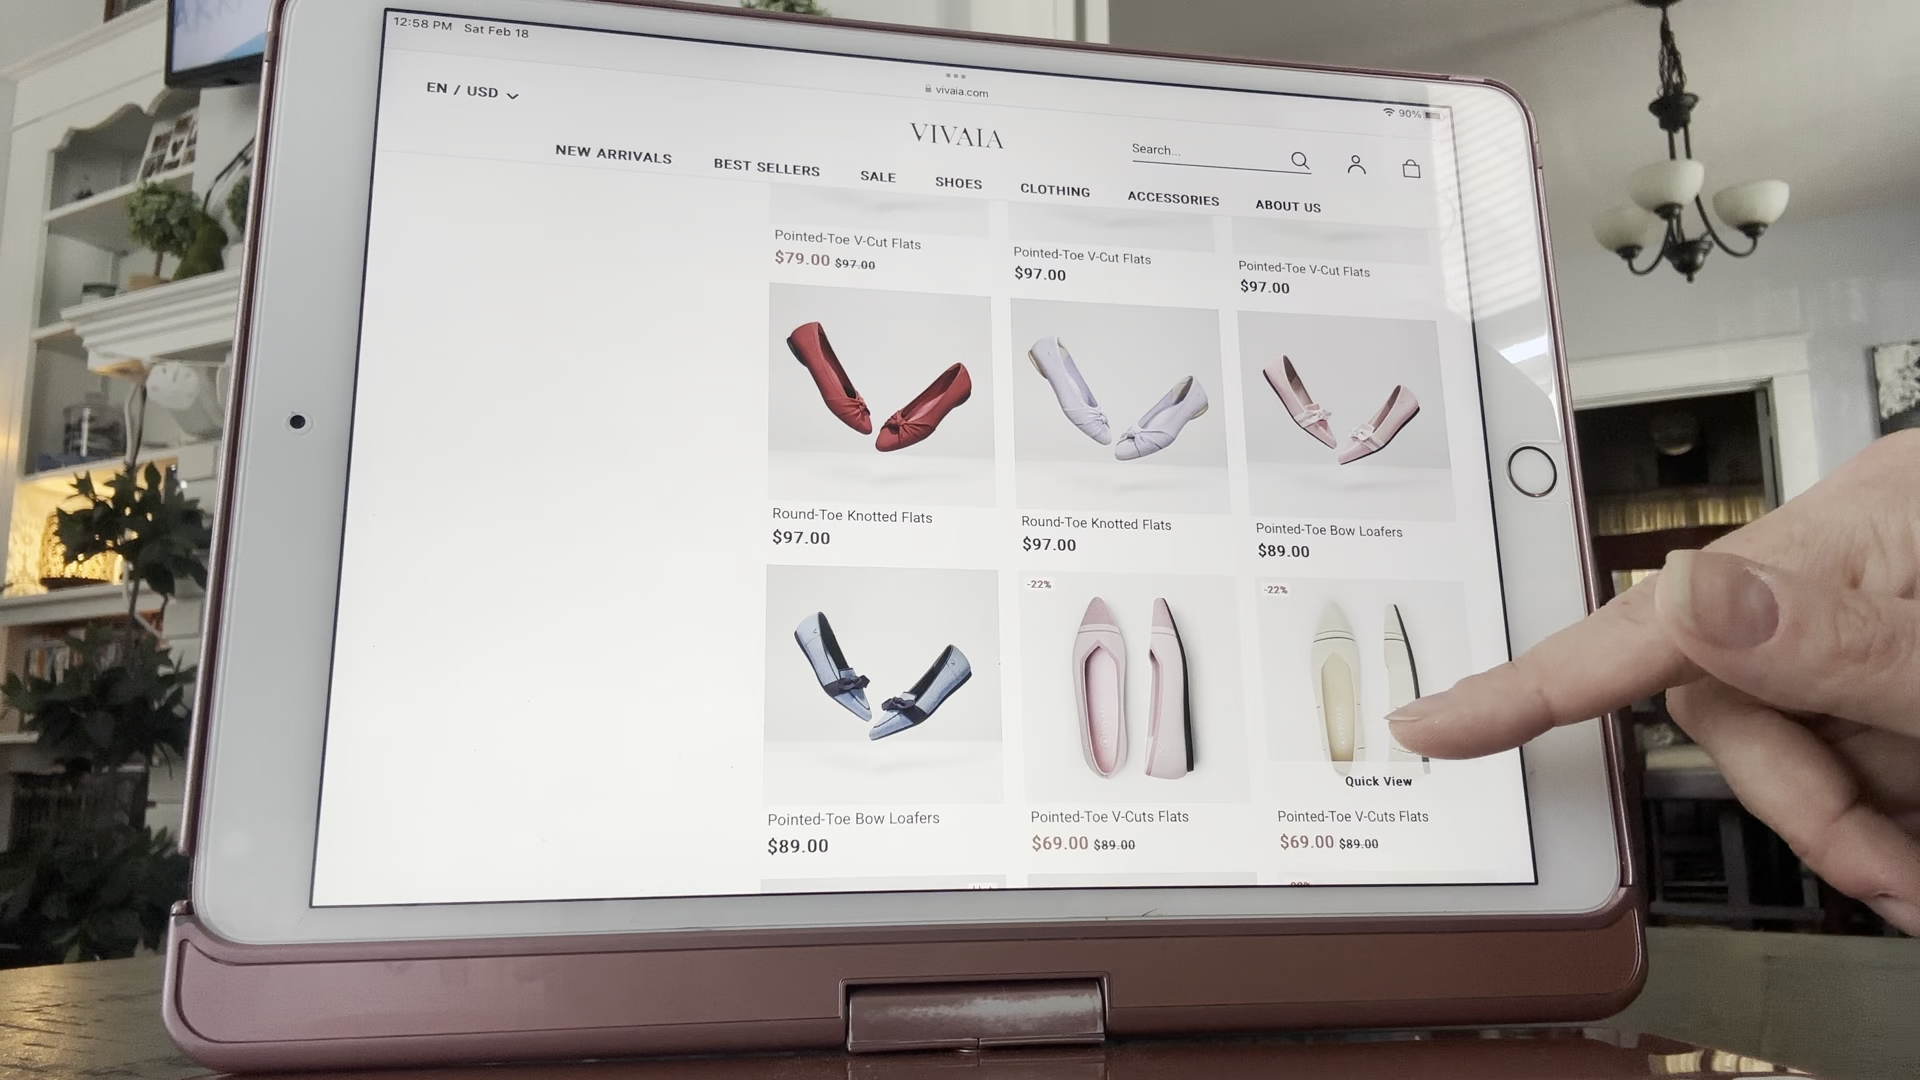 12:58 PM Sat Feb 18
vivaia.com
90%
EN / USD
VIVAIA
Search...
NEW ARRIVALS BEST SELLERS SALE SHOES CLOTHING ACCESSORIES ABOUT US
Pointed-Toe V-Cut Flats
$79.00 $97.00
Pointed-Toe V-Cut Flats
$97.00
Pointed-Toe V-Cut Flats
$97.00
Round-Toe Knotted Flats
$97.00
Round-Toe Knotted Flats
$97.00
Pointed-Toe Bow Loafers
$89.00
Pointed-Toe Bow Loafers
$89.00
-22%
Pointed-Toe V-Cuts Flats
$69.00 $89.00
-22%
Quick View
Pointed-Toe V-Cuts Flats
$69.00 $89.00